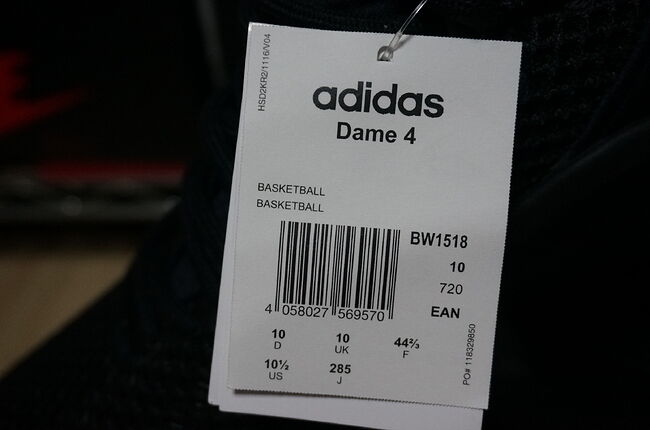 HSD2KR2/1116/V04
adidas
Dame 4
BASKETBALL
BASKETBALL
BW1518
10
720
EAN
4 058027 569570
10 10 44⅔
D UK F
10½ 285
US J
PO# 118329850